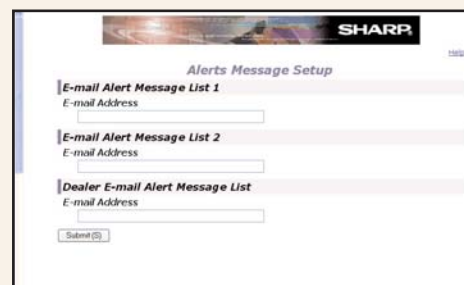 SHARP
Help
Alerts Message Setup
E-mail Alert Message List 1
E-mail Address
E-mail Alert Message List 2
E-mail Address
Dealer E-mail Alert Message List
E-mail Address
Submit(S)